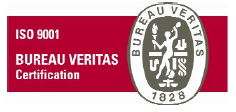 ISO 9001
BUREAU VERITAS
Certification
BUREAU VERITAS
1828